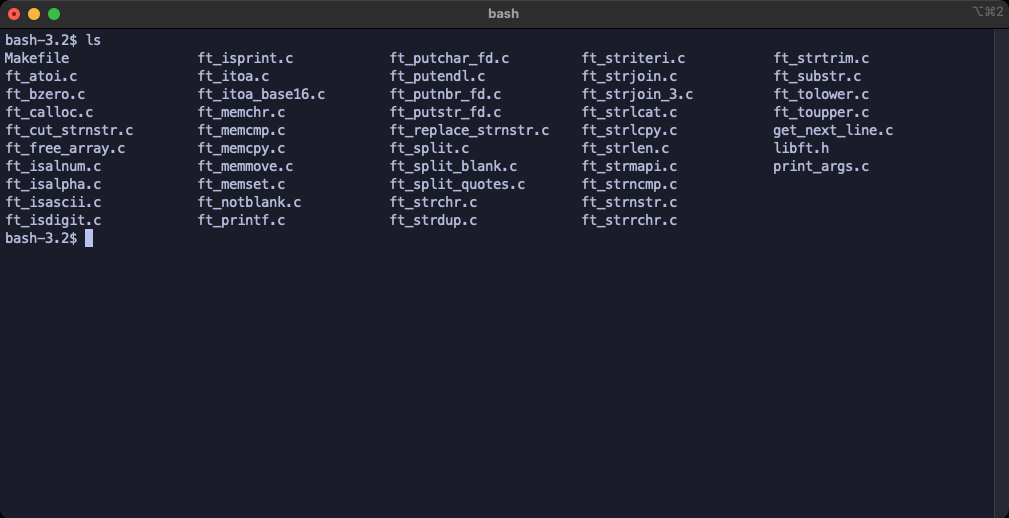 bash
⌥⌘2
bash-3.2$ ls
Makefile ft_isprint.c ft_putchar_fd.c ft_striteri.c ft_strtrim.c
ft_atoi.c ft_itoa.c ft_putendl.c ft_strjoin.c ft_substr.c
ft_bzero.c ft_itoa_base16.c ft_putnbr_fd.c ft_strjoin_3.c ft_tolower.c
ft_calloc.c ft_memchr.c ft_putstr_fd.c ft_strlcat.c ft_toupper.c
ft_cut_strnstr.c ft_memcmp.c ft_replace_strnstr.c ft_strlcpy.c get_next_line.c
ft_free_array.c ft_memcpy.c ft_split.c ft_strlen.c libft.h
ft_isalnum.c ft_memmove.c ft_split_blank.c ft_strmapi.c print_args.c
ft_isalpha.c ft_memset.c ft_split_quotes.c ft_strncmp.c
ft_isascii.c ft_notblank.c ft_strchr.c ft_strnstr.c
ft_isdigit.c ft_printf.c ft_strdup.c ft_strrchr.c
bash-3.2$